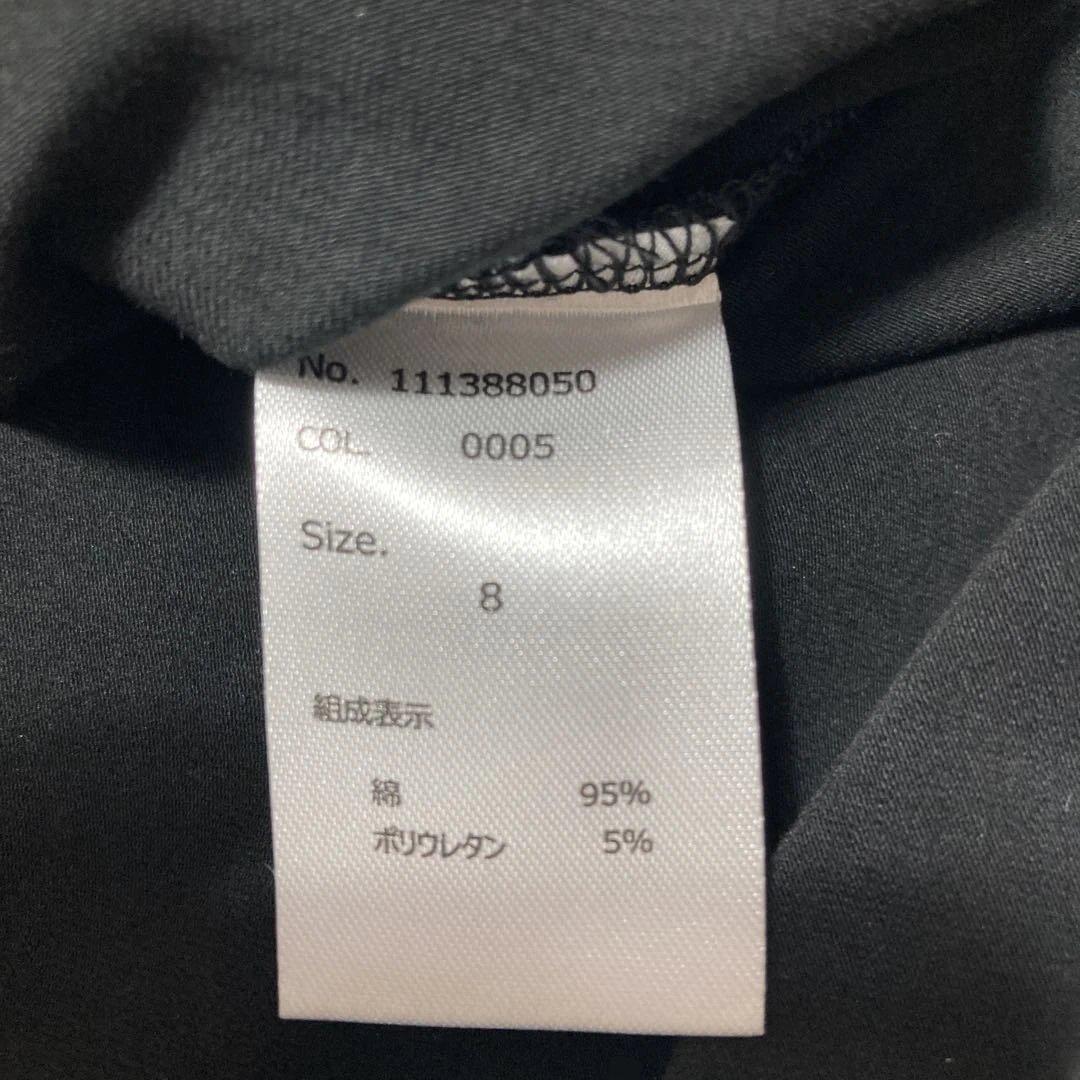 No. 111388050
COL. 0005
Size.
8
組成表示
綿 95%
ポリウレタン 5%